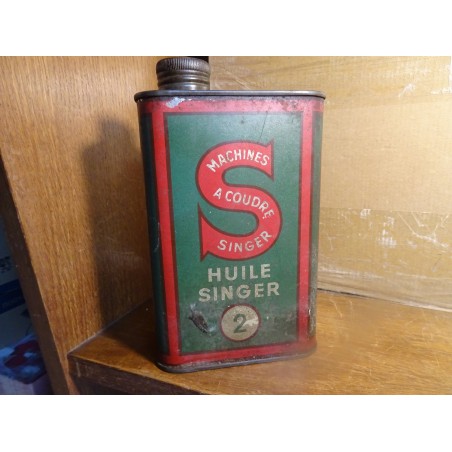 MACHINES
A COUDRE
SINGER
HUILE
SINGER
2